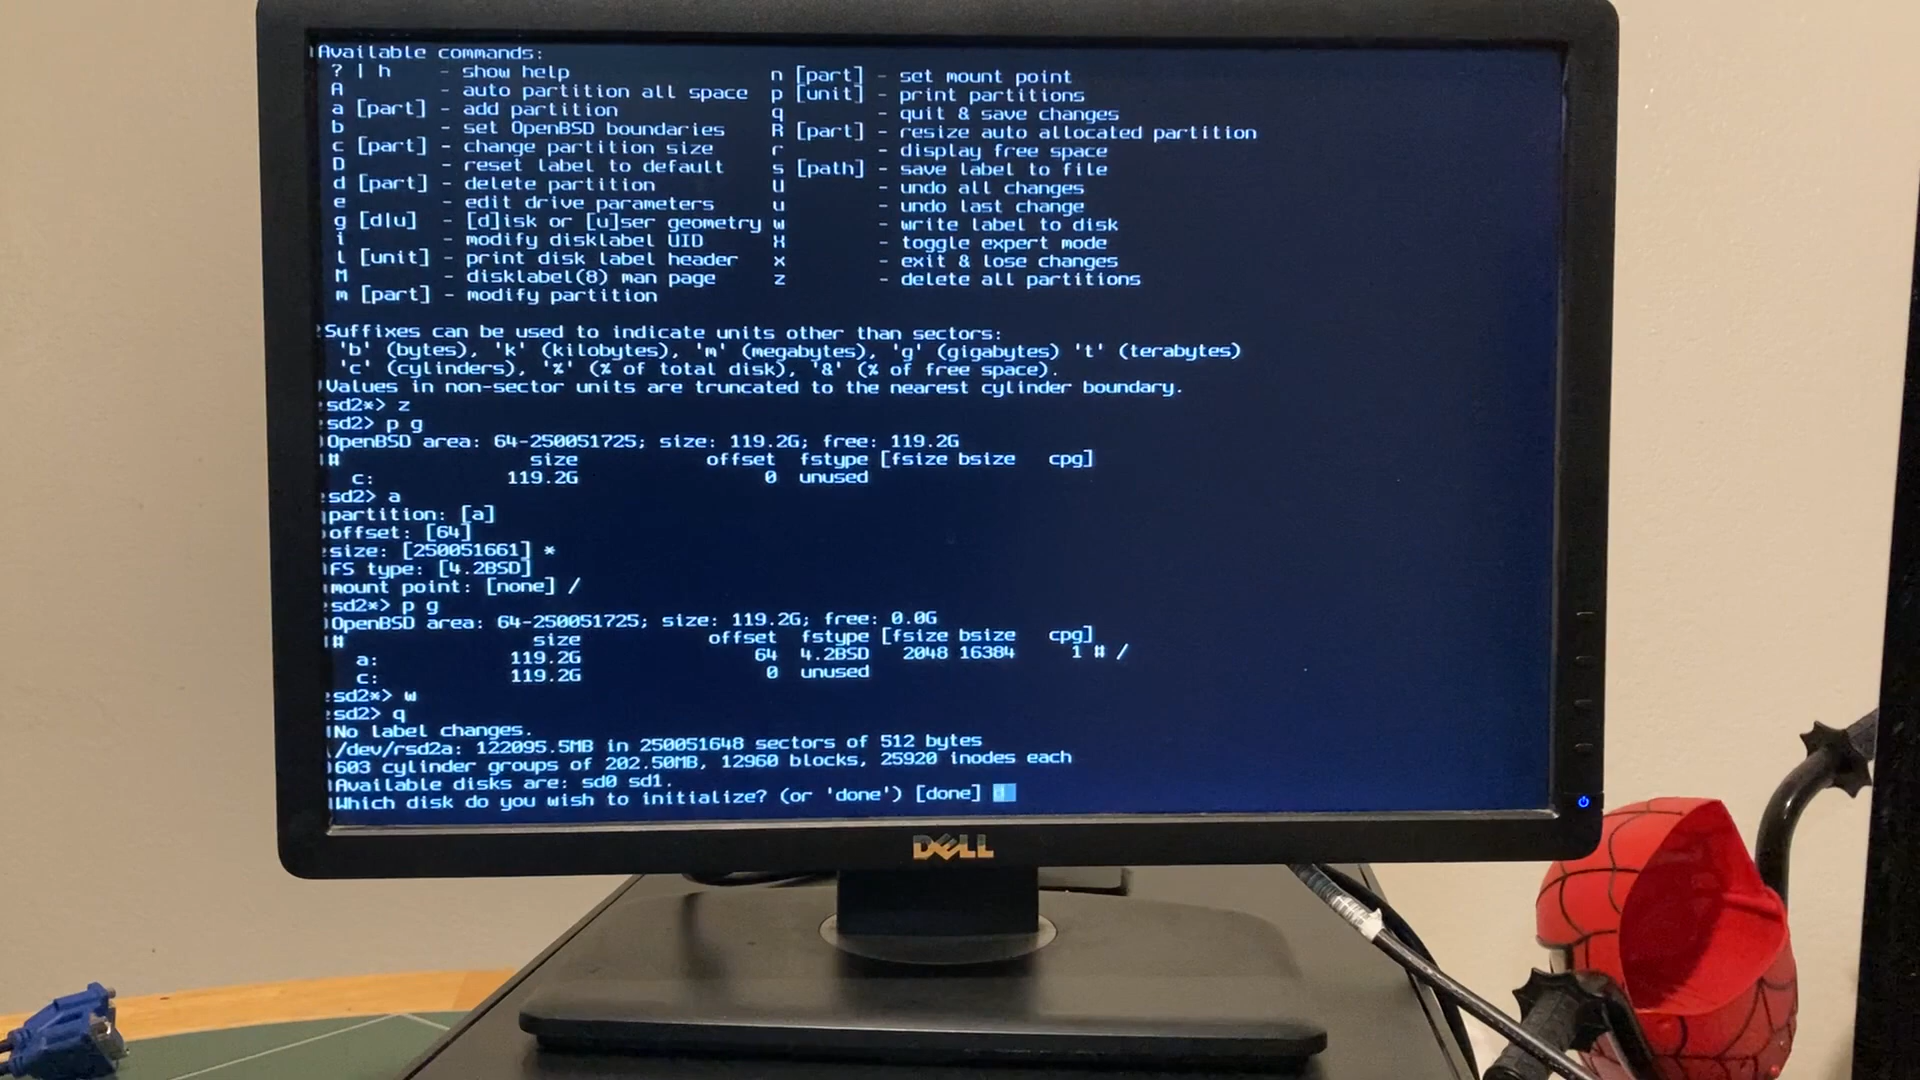 Available commands:
? | h - show help n [part] - set mount point
A - auto partition all space p [unit] - print partitions
a [part] - add partition q - quit & save changes
b - set OpenBSD boundaries R [part] - resize auto allocated partition
c [part] - change partition size r - display free space
D - reset label to default s [path] - save label to file
d [part] - delete partition U - undo all changes
e - edit drive parameters u - undo last change
g [d|u] - [d]isk or [u]ser geometry w - write label to disk
i - modify disklabel UID X - toggle expert mode
l [unit] - print disk label header x - exit & lose changes
M - disklabel(8) man page z - delete all partitions
m [part] - modify partition
Suffixes can be used to indicate units other than sectors:
'b' (bytes), 'k' (kilobytes), 'm' (megabytes), 'g' (gigabytes) 't' (terabytes)
'c' (cylinders), '%' (% of total disk), '&' (% of free space).
Values in non-sector units are truncated to the nearest cylinder boundary.
sd2*> z
sd2> p g
OpenBSD area: 64-250051725; size: 119.2G; free: 119.2G
# size offset fstype [fsize bsize cpg]
c: 119.2G 0 unused
sd2> a
partition: [a]
offset: [64]
size: [250051661] *
FS type: [4.2BSD]
mount point: [none] /
sd2*> p g
OpenBSD area: 64-250051725; size: 119.2G; free: 0.0G
# size offset fstype [fsize bsize cpg]
a: 119.2G 64 4.2BSD 2048 16384 1 # /
c: 119.2G 0 unused
sd2*> w
sd2> q
No label changes.
/dev/rsd2a: 122095.5MB in 250051648 sectors of 512 bytes
603 cylinder groups of 202.50MB, 12960 blocks, 25920 inodes each
Available disks are: sd0 sd1.
Which disk do you wish to initialize? (or 'done') [done] d
DELL